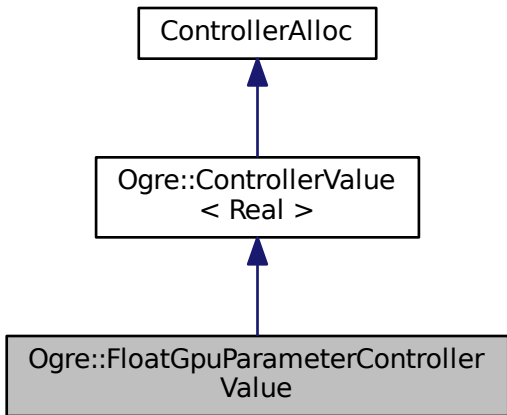 ControllerAlloc
Ogre::ControllerValue
< Real >
Ogre::FloatGpuParameterController
Value